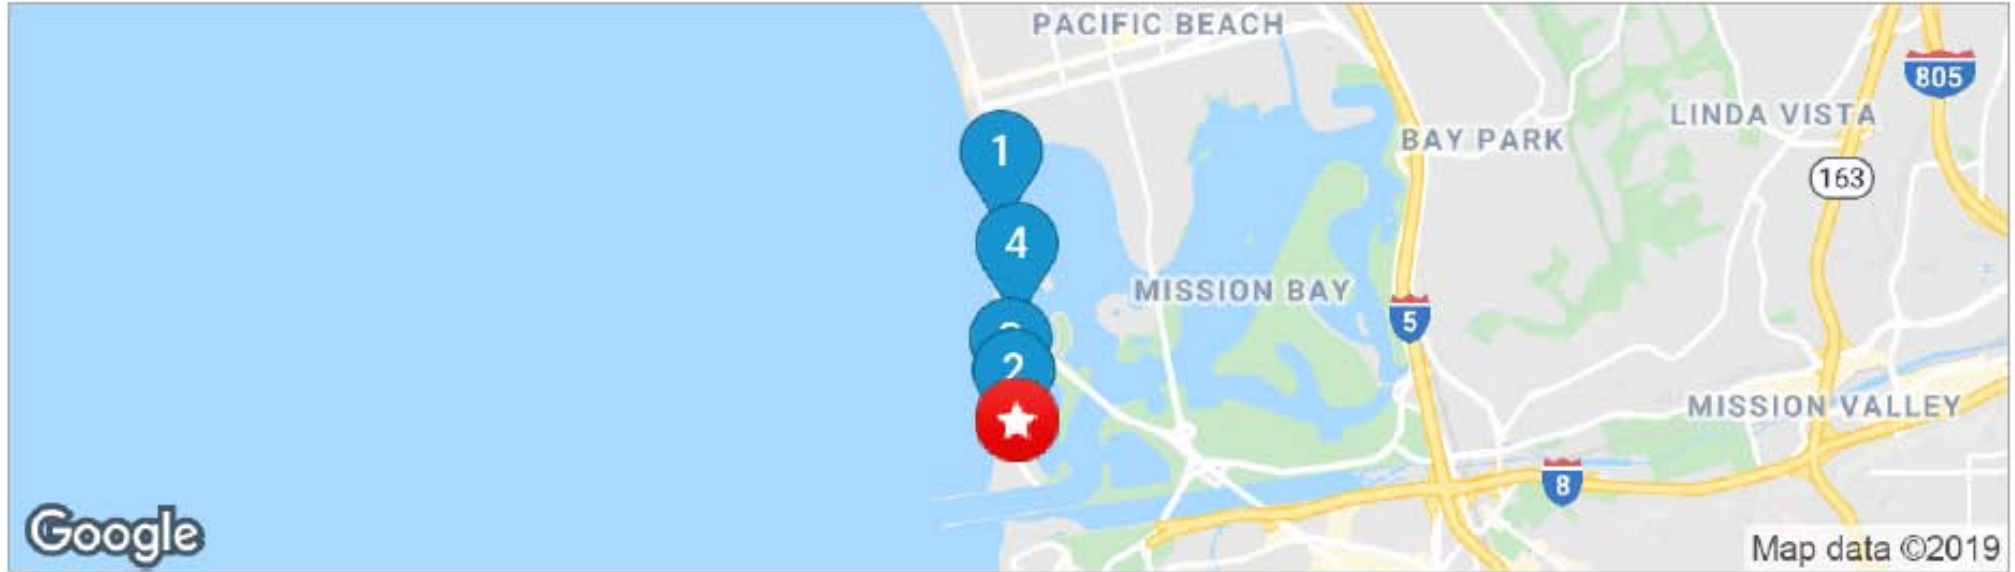 PACIFIC BEACH
805
LINDA VISTA
BAY PARK
1
163
4
MISSION BAY
5
2
MISSION VALLEY
8
Google
Map data ©2019